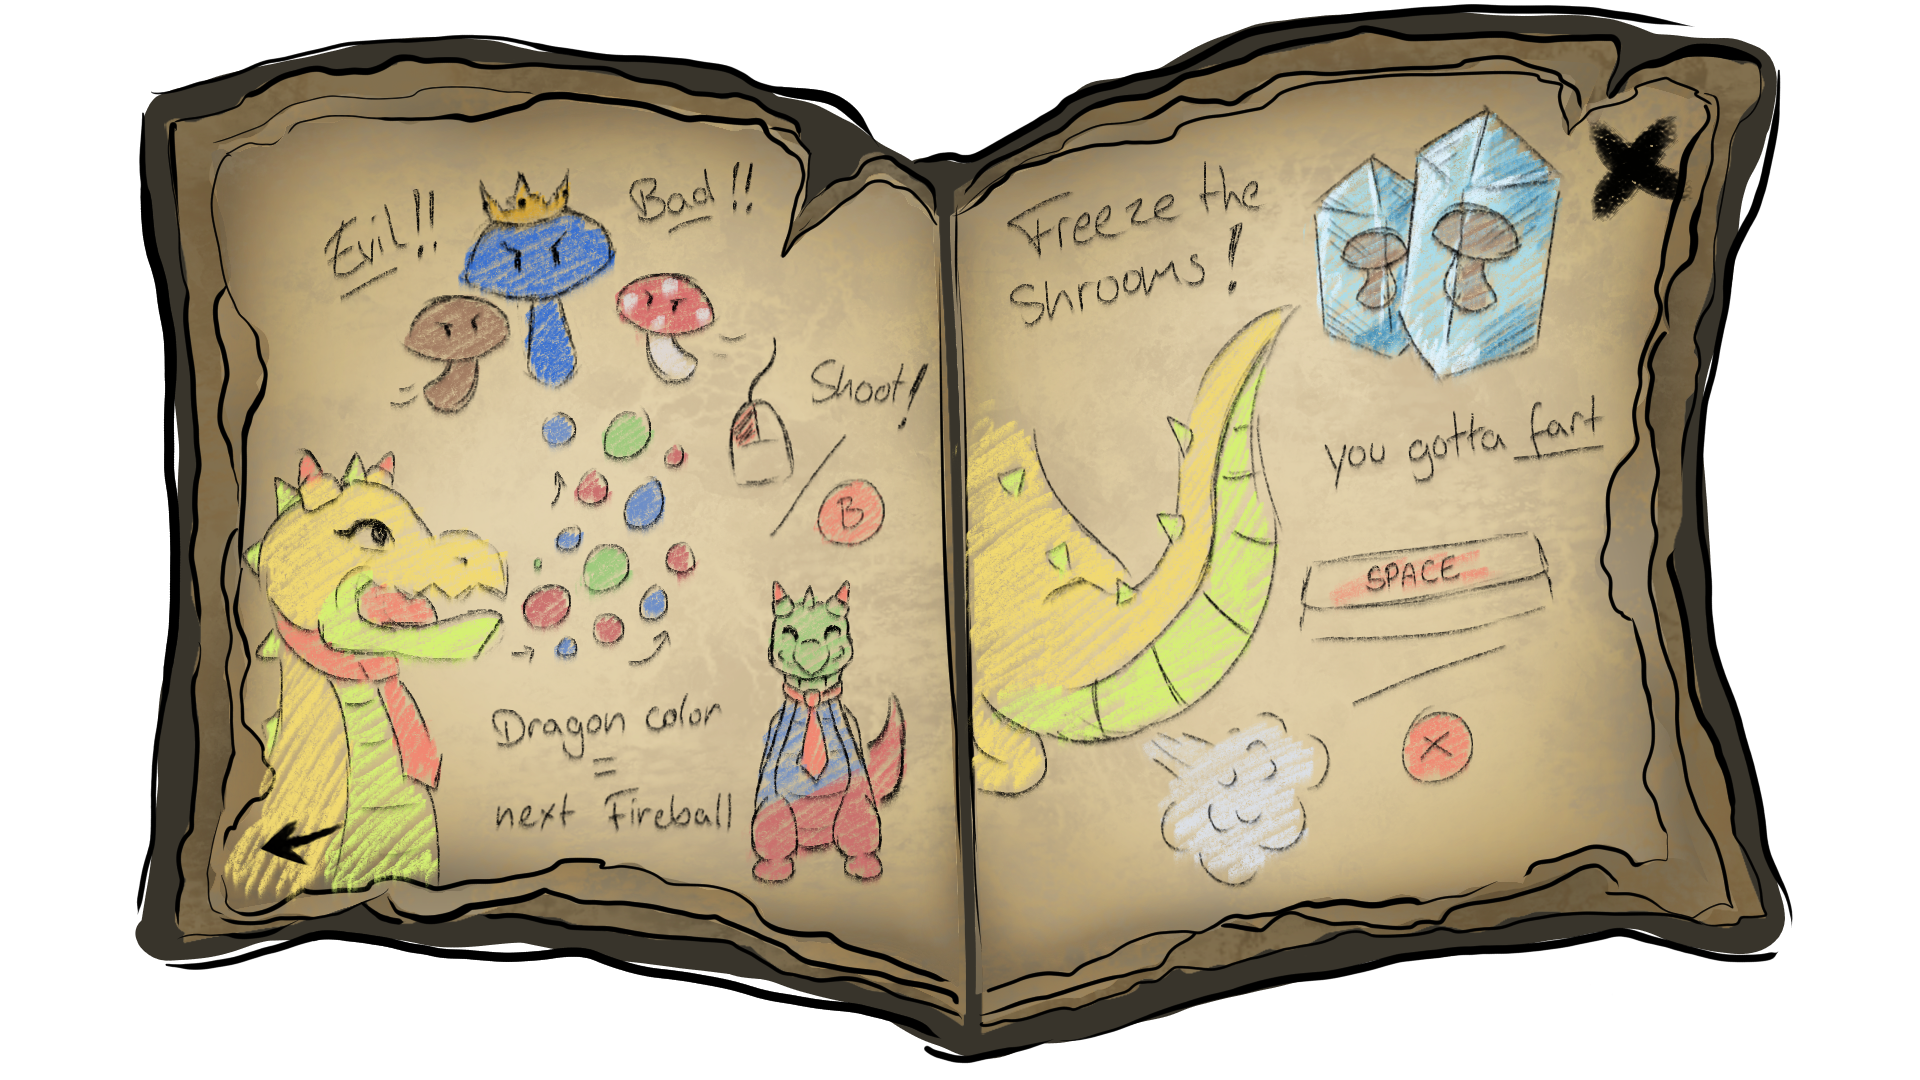 Evil!!
Bad!!
Shoot!
B
Dragon color
=
next Fireball
Freeze the
Shrooms!
you gotta fart
SPACE
X